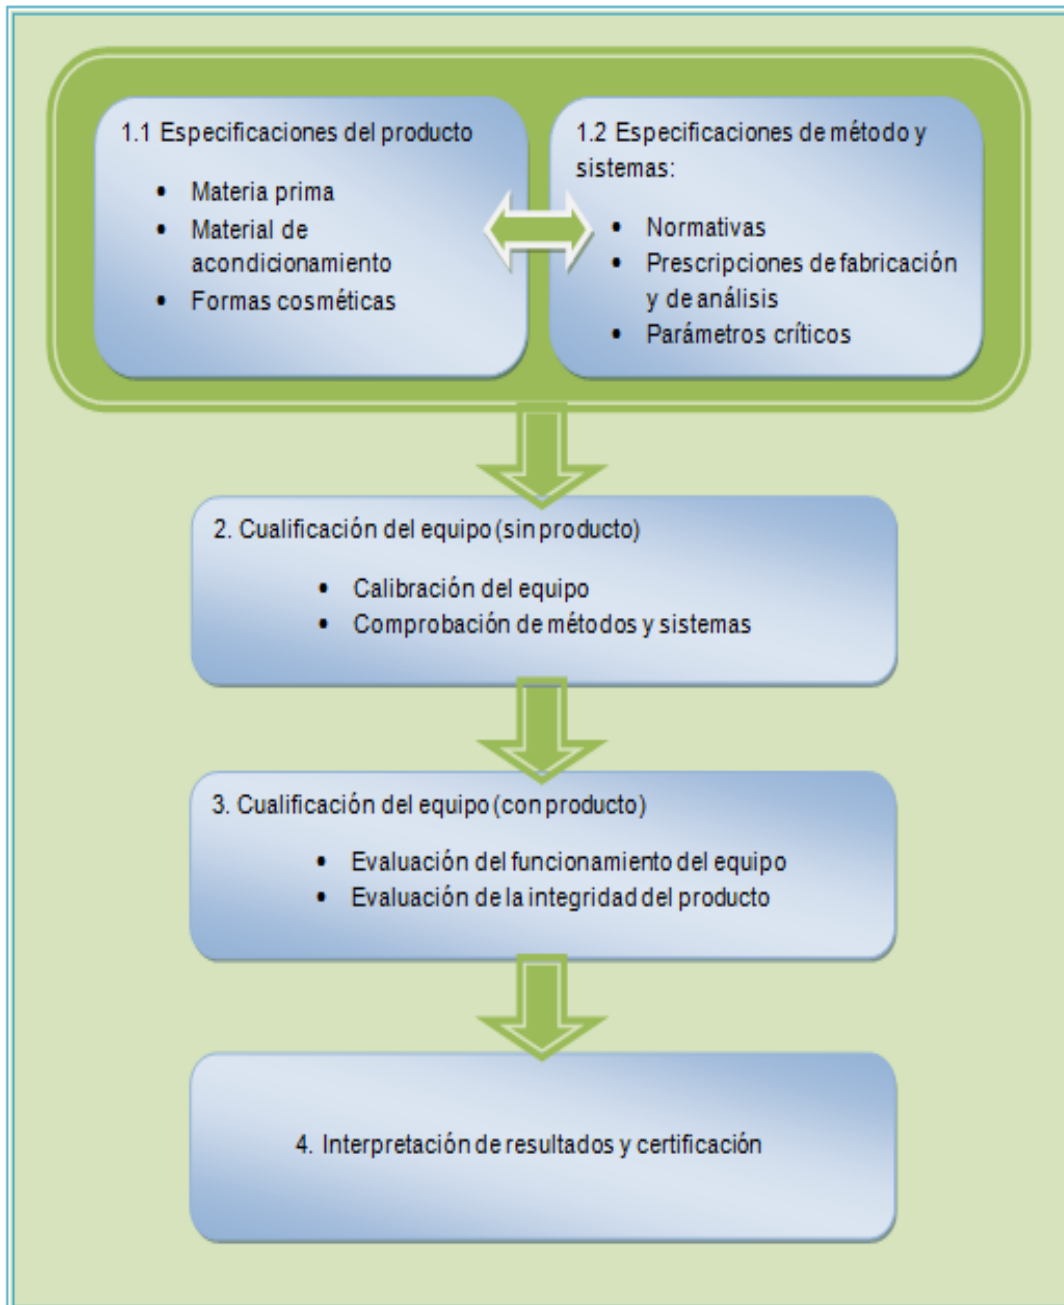 1.1 Especificaciones del producto
• Materia prima
• Material de
acondicionamiento
• Formas cosméticas
1.2 Especificaciones de método y
sistemas:
• Normativas
• Prescripciones de fabricación
y de análisis
• Parámetros críticos
2. Cualificación del equipo (sin producto)
• Calibración del equipo
• Comprobación de métodos y sistemas
3. Cualificación del equipo (con producto)
• Evaluación del funcionamiento del equipo
• Evaluación de la integridad del producto
4. Interpretación de resultados y certificación